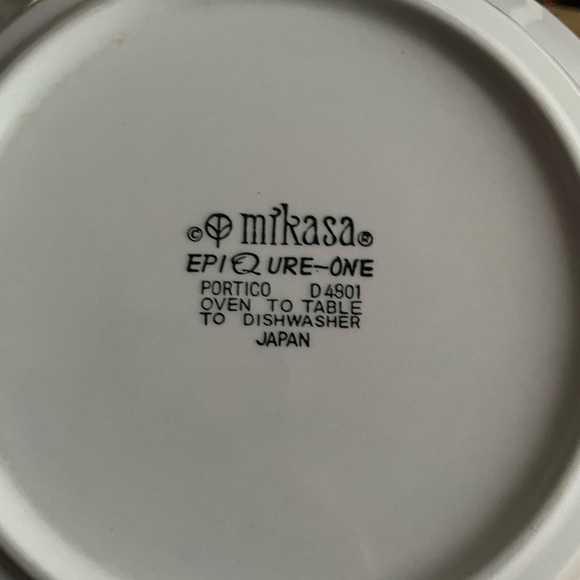 © mikasa®
EPIQURE-ONE
PORTICO D4901
OVEN TO TABLE
TO DISHWASHER
JAPAN